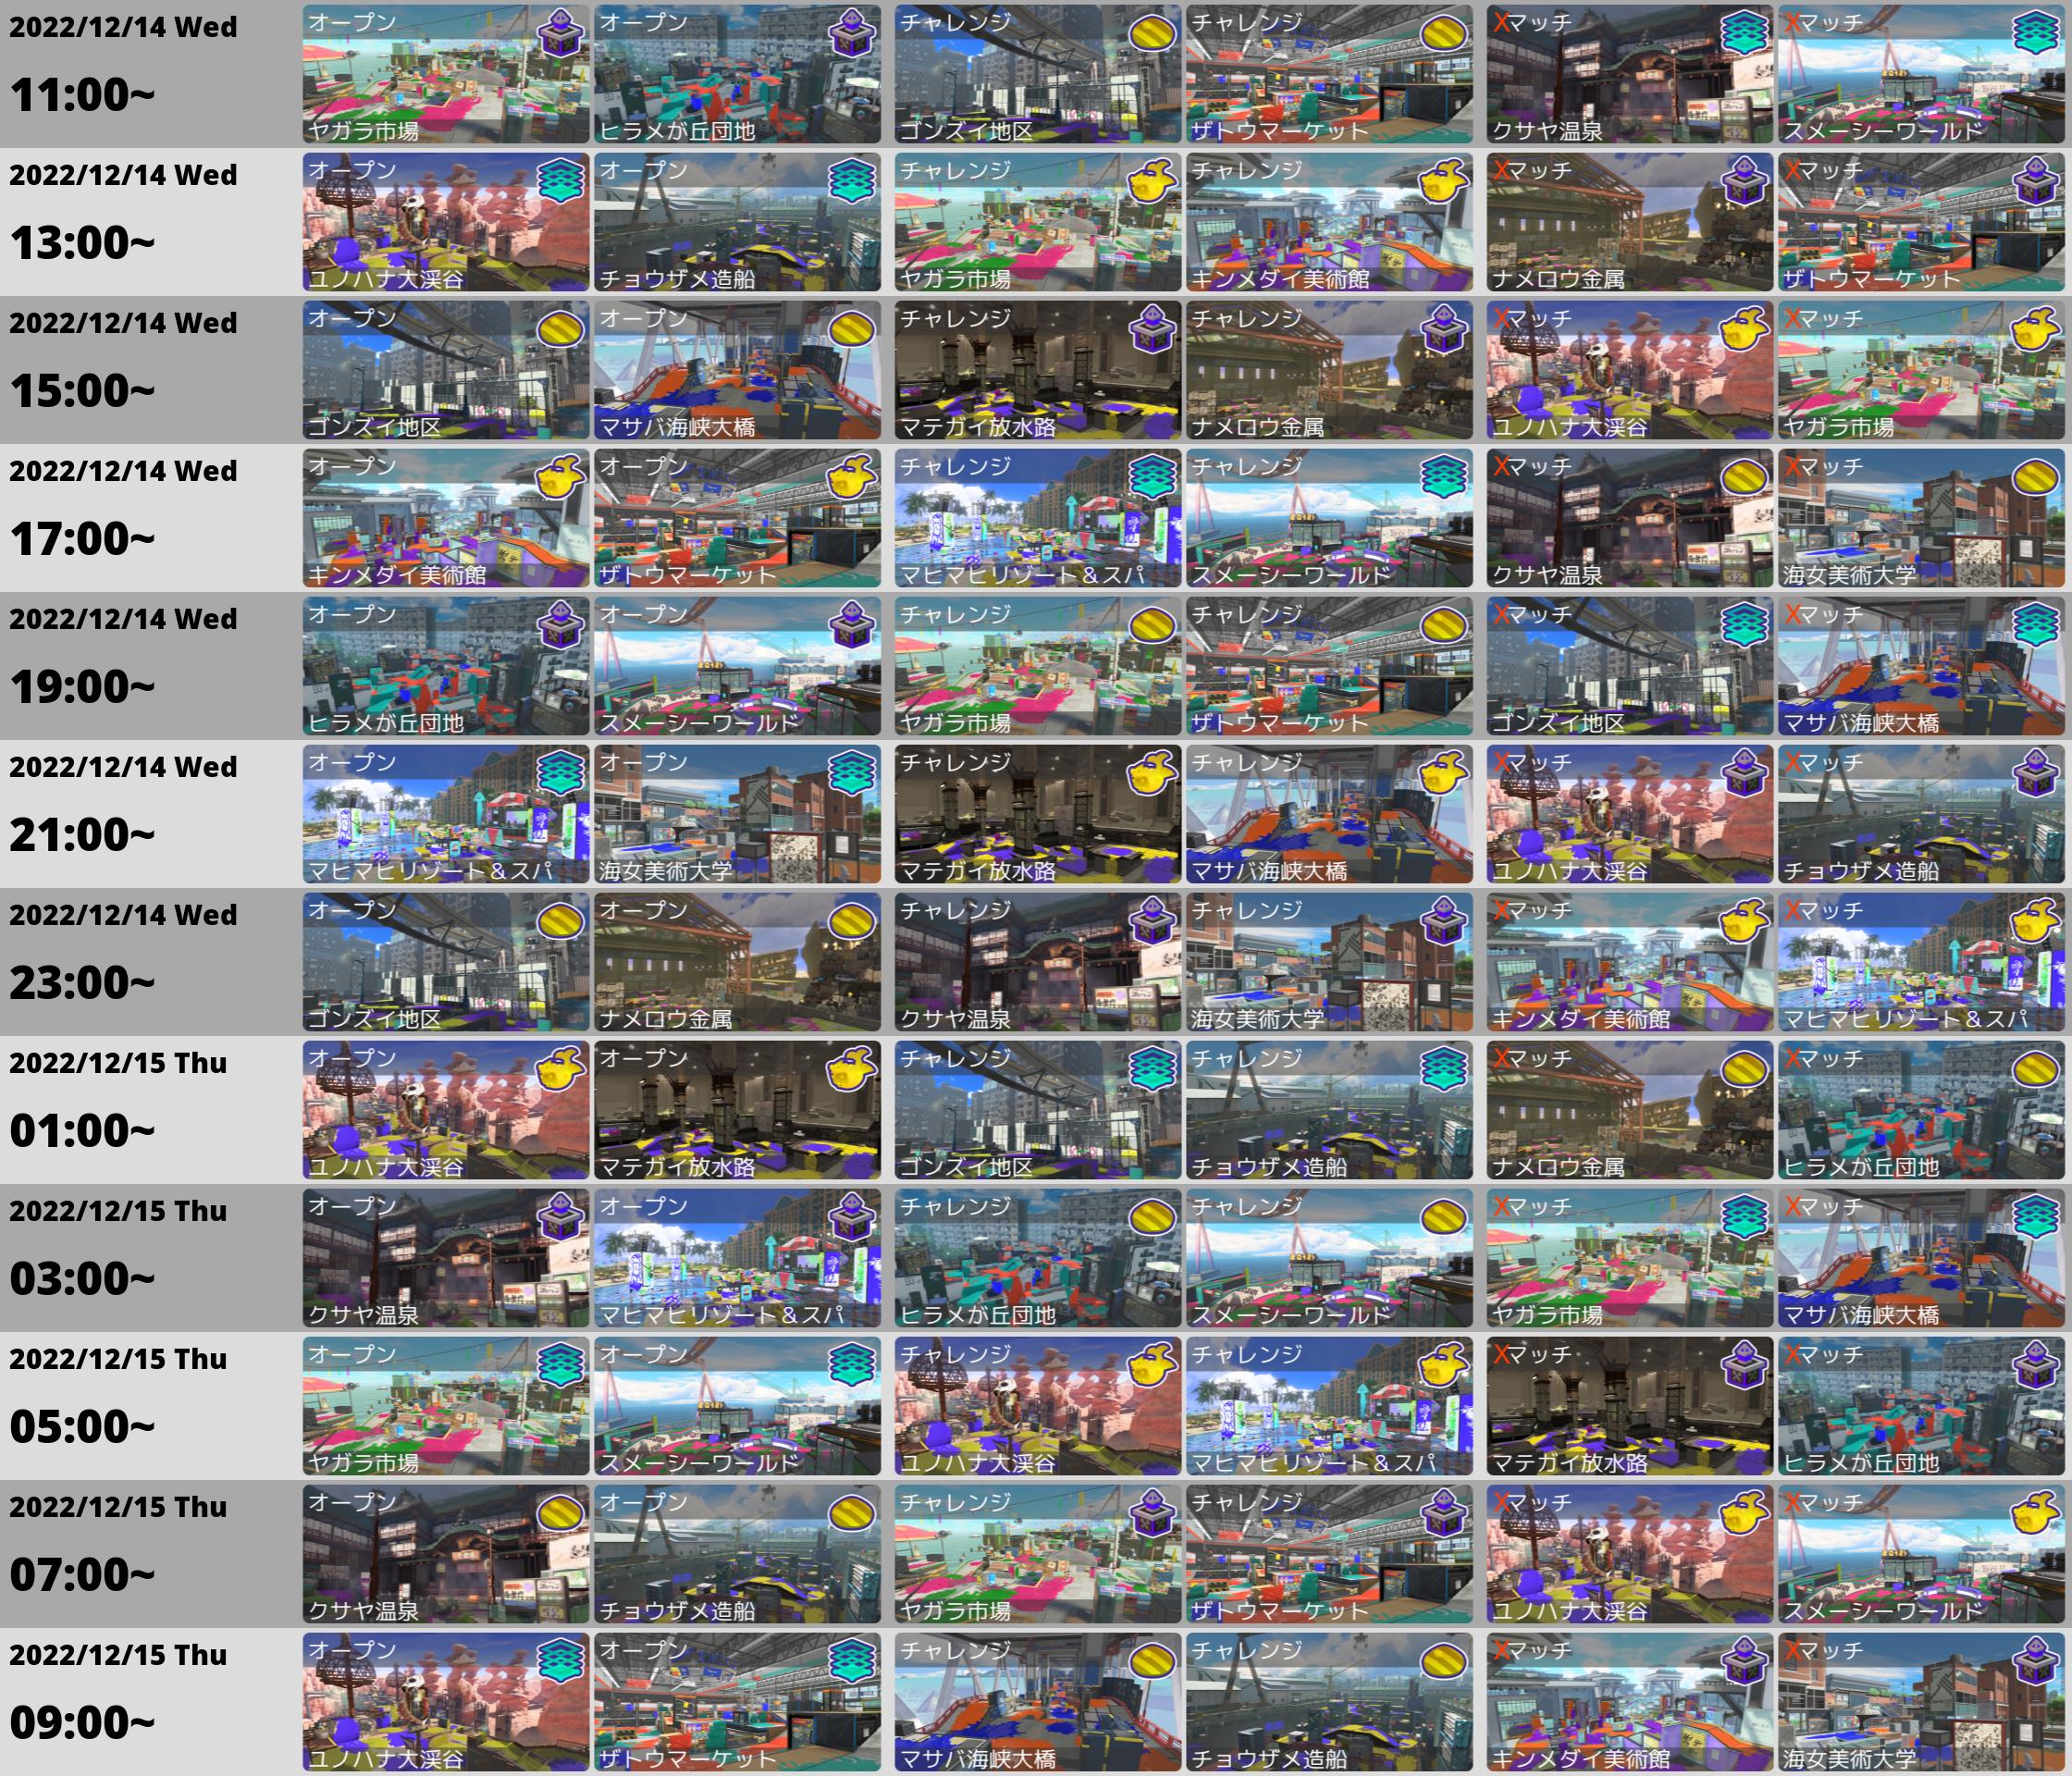 2022/12/14 Wed
11:00~
オープン オープン チャレンジ チャレンジ Xマッチ Xマッチ
ヤガラ市場 ヒラメが丘団地 ゴンズイ地区 ザトウマーケット クサヤ温泉 スメーシーワールド
2022/12/14 Wed
13:00~
オープン オープン チャレンジ チャレンジ Xマッチ Xマッチ
ユノハナ大渓谷 チョウザメ造船 ヤガラ市場 キンメダイ美術館 ナメロウ金属 ザトウマーケット
2022/12/14 Wed
15:00~
オープン オープン チャレンジ チャレンジ Xマッチ Xマッチ
ゴンズイ地区 マサバ海峡大橋 マテガイ放水路 ナメロウ金属 ユノハナ大渓谷 ヤガラ市場
2022/12/14 Wed
17:00~
オープン オープン チャレンジ チャレンジ Xマッチ Xマッチ
キンメダイ美術館 ザトウマーケット マヒマヒリゾート＆スパ スメーシーワールド クサヤ温泉 海女美術大学
2022/12/14 Wed
19:00~
オープン オープン チャレンジ チャレンジ Xマッチ Xマッチ
ヒラメが丘団地 スメーシーワールド ヤガラ市場 ザトウマーケット ゴンズイ地区 マサバ海峡大橋
2022/12/14 Wed
21:00~
オープン オープン チャレンジ チャレンジ Xマッチ Xマッチ
マヒマヒリゾート＆スパ 海女美術大学 マテガイ放水路 マサバ海峡大橋 ユノハナ大渓谷 チョウザメ造船
2022/12/14 Wed
23:00~
オープン オープン チャレンジ チャレンジ Xマッチ Xマッチ
ゴンズイ地区 ナメロウ金属 クサヤ温泉 海女美術大学 キンメダイ美術館 マヒマヒリゾート＆スパ
2022/12/15 Thu
01:00~
オープン オープン チャレンジ チャレンジ Xマッチ Xマッチ
ユノハナ大渓谷 マテガイ放水路 ゴンズイ地区 チョウザメ造船 ナメロウ金属 ヒラメが丘団地
2022/12/15 Thu
03:00~
オープン オープン チャレンジ チャレンジ Xマッチ Xマッチ
クサヤ温泉 マヒマヒリゾート＆スパ ヒラメが丘団地 スメーシーワールド ヤガラ市場 マサバ海峡大橋
2022/12/15 Thu
05:00~
オープン オープン チャレンジ チャレンジ Xマッチ Xマッチ
ヤガラ市場 スメーシーワールド ユノハナ大渓谷 マヒマヒリゾート＆スパ マテガイ放水路 ヒラメが丘団地
2022/12/15 Thu
07:00~
オープン オープン チャレンジ チャレンジ Xマッチ Xマッチ
クサヤ温泉 チョウザメ造船 ヤガラ市場 ザトウマーケット ユノハナ大渓谷 スメーシーワールド
2022/12/15 Thu
09:00~
オープン オープン チャレンジ チャレンジ Xマッチ Xマッチ
ユノハナ大渓谷 ザトウマーケット マサバ海峡大橋 チョウザメ造船 キンメダイ美術館 海女美術大学